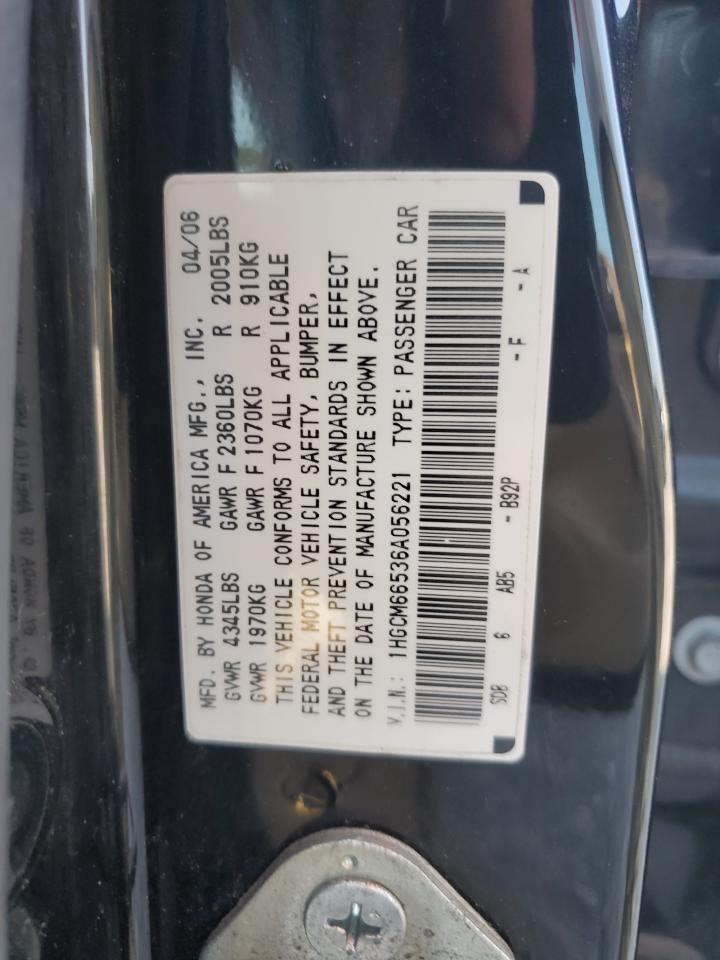 MFD. BY HONDA OF AMERICA MFG., INC. 04/06
GVWR 4345LBS GAWR F 2360LBS R 2005LBS
GVWR 1970KG GAWR F 1070KG R 910KG
THIS VEHICLE CONFORMS TO ALL APPLICABLE
FEDERAL MOTOR VEHICLE SAFETY, BUMPER,
AND THEFT PREVENTION STANDARDS IN EFFECT
ON THE DATE OF MANUFACTURE SHOWN ABOVE.
V.I.N.: 1HGCM66536A056221 TYPE: PASSENGER CAR
SDB 6 AB5 - B92P - F - A